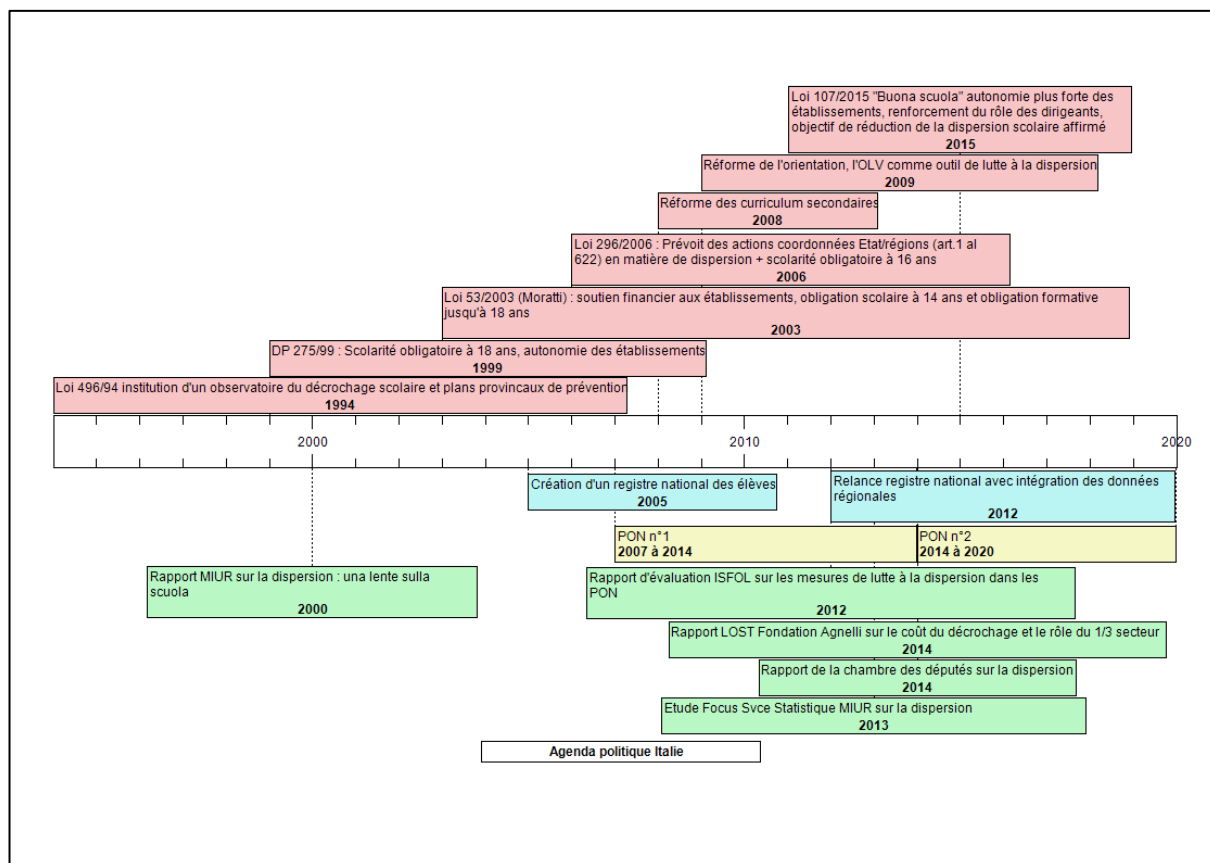 Loi 107/2015 "Buona scuola" autonomie plus forte des
établissements, renforcement du rôle des dirigeants,
objectif de réduction de la dispersion scolaire affirmé
2015
Réforme de l'orientation, l'OLV comme outil de lutte à la dispersion
2009
Réforme des curriculum secondaires
2008
Loi 296/2006 : Prévoit des actions coordonnées Etat/régions (art.1 al
622) en matière de dispersion + scolarité obligatoire à 16 ans
2006
Loi 53/2003 (Moratti) : soutien financier aux établissements, obligation scolaire à 14 ans et obligation formative
jusqu'à 18 ans
2003
DP 275/99 : Scolarité obligatoire à 18 ans, autonomie des établissements
1999
Loi 496/94 institution d'un observatoire du décrochage scolaire et plans provincaux de prévention
1994
2000
2010
2020
Création d'un registre national des élèves
2005
Relance registre national avec intégration des données
régionales
2012
PON n°1
2007 à 2014
PON n°2
2014 à 2020
Rapport MIUR sur la dispersion : una lente sulla
scuola
2000
Rapport d'évaluation ISFOL sur les mesures de lutte à la dispersion dans les
PON
2012
Rapport LOST Fondation Agnelli sur le coût du décrochage et le rôle du 1/3 secteur
2014
Rapport de la chambre des députés sur la dispersion
2014
Etude Focus Svce Statistique MIUR sur la dispersion
2013
Agenda politique Italie